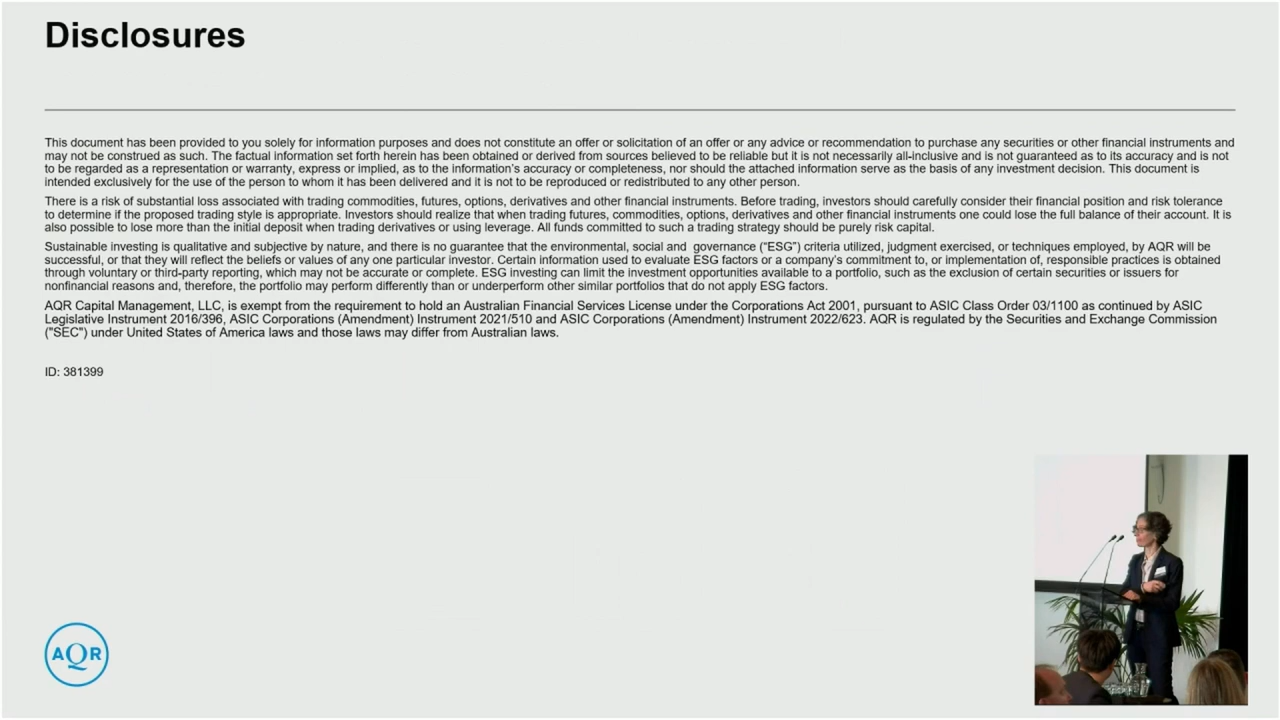 Disclosures
This document has been provided to you solely for information purposes and does not constitute an offer or solicitation of an offer or any advice or recommendation to purchase any securities or other financial instruments and
may not be construed as such. The factual information set forth herein has been obtained or derived from sources believed to be reliable but it is not necessarily all-inclusive and is not guaranteed as to its accuracy and is not
to be regarded as a representation or warranty, express or implied, as to the information's accuracy or completeness, nor should the attached information serve as the basis of any investment decision. This document is
intended exclusively for the use of the person to whom it has been delivered and it is not to be reproduced or redistributed to any other person.
There is a risk of substantial loss associated with trading commodities, futures, options, derivatives and other financial instruments. Before trading, investors should carefully consider their financial position and risk tolerance
to determine if the proposed trading style is appropriate. Investors should realize that when trading futures, commodities, options, derivatives and other financial instruments one could lose the full balance of their account. It is
also possible to lose more than the initial deposit when trading derivatives or using leverage. All funds committed to such a trading strategy should be purely risk capital.
Sustainable investing is qualitative and subjective by nature, and there is no guarantee that the environmental, social and governance ("ESG") criteria utilized, judgment exercised, or techniques employed, by AQR will be
successful, or that they will reflect the beliefs or values of any one particular investor. Certain information used to evaluate ESG factors or a company's commitment to, or implementation of, responsible practices is obtained
through voluntary or third-party reporting, which may not be accurate or complete. ESG investing can limit the investment opportunities available to a portfolio, such as the exclusion of certain securities or issuers for
nonfinancial reasons and, therefore, the portfolio may perform differently than or underperform other similar portfolios that do not apply ESG factors.
AQR Capital Management, LLC, is exempt from the requirement to hold an Australian Financial Services License under the Corporations Act 2001, pursuant to ASIC Class Order 03/1100 as continued by ASIC
Legislative Instrument 2016/396, ASIC Corporations (Amendment) Instrument 2021/510 and ASIC Corporations (Amendment) Instrument 2022/623. AQR is regulated by the Securities and Exchange Commission
("SEC") under United States of America laws and those laws may differ from Australian laws.
ID: 381399
AQR